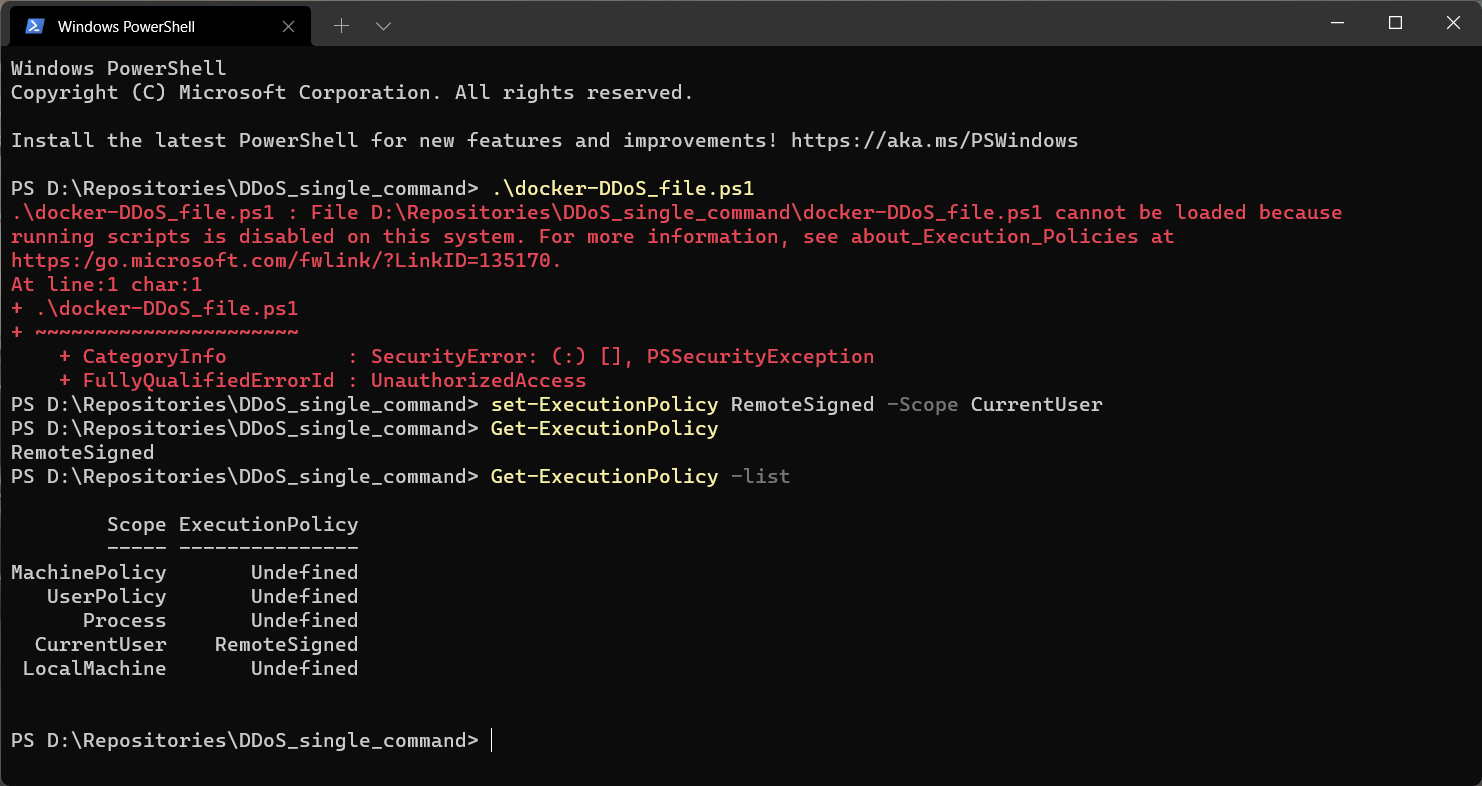 Windows PowerShell
Windows PowerShell
Copyright (C) Microsoft Corporation. All rights reserved.
Install the latest PowerShell for new features and improvements! https://aka.ms/PSWindows
PS D:\Repositories\DDoS_single_command> .\docker-DDoS_file.ps1
.\docker-DDoS_file.ps1 : File D:\Repositories\DDoS_single_command\docker-DDoS_file.ps1 cannot be loaded because
running scripts is disabled on this system. For more information, see about_Execution_Policies at
https:/go.microsoft.com/fwlink/?LinkID=135170.
At line:1 char:1
+ .\docker-DDoS_file.ps1
+ ~~~~~~~~~~~~~~~~~~~~~~
    + CategoryInfo          : SecurityError: (:) [], PSSecurityException
    + FullyQualifiedErrorId : UnauthorizedAccess
PS D:\Repositories\DDoS_single_command> set-ExecutionPolicy RemoteSigned -Scope CurrentUser
PS D:\Repositories\DDoS_single_command> Get-ExecutionPolicy
RemoteSigned
PS D:\Repositories\DDoS_single_command> Get-ExecutionPolicy -list
        Scope ExecutionPolicy
        ----- ---------------
MachinePolicy       Undefined
   UserPolicy       Undefined
      Process       Undefined
  CurrentUser    RemoteSigned
 LocalMachine       Undefined
PS D:\Repositories\DDoS_single_command>